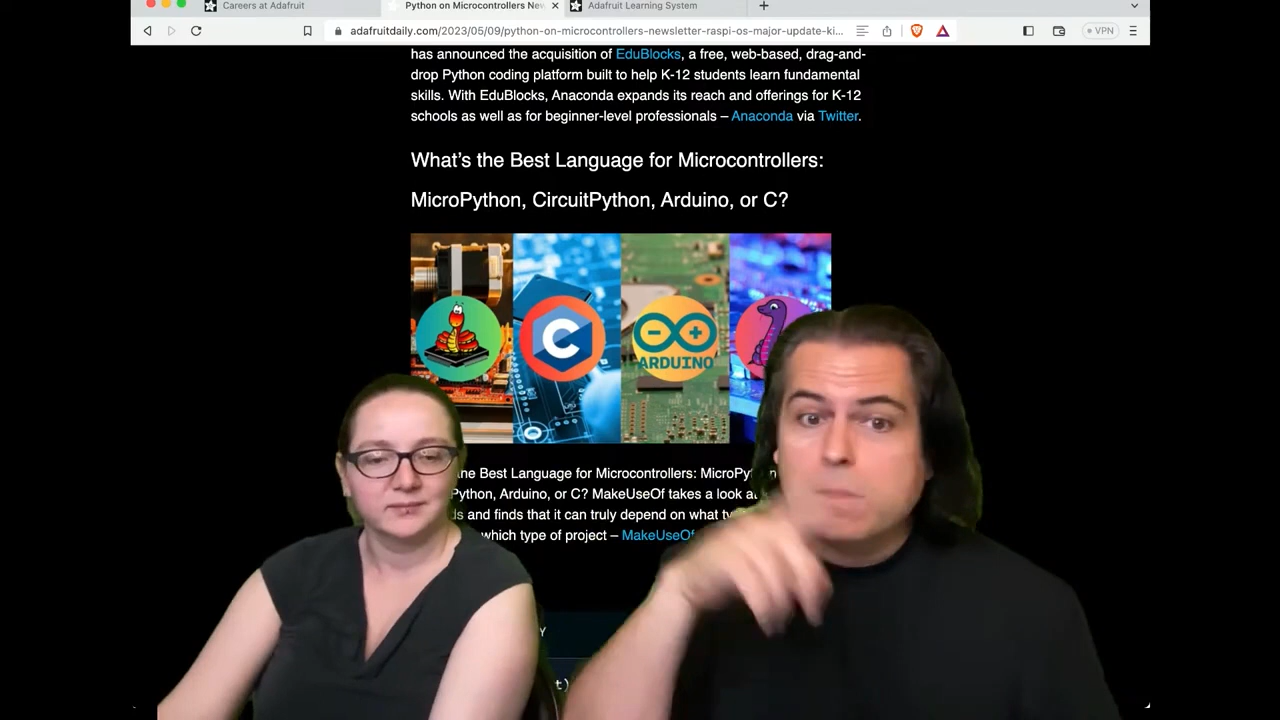 Careers at Adafruit
Python on Microcontrollers New
Adafruit Learning System
adafruitdaily.com/2023/05/09/python-on-microcontrollers-newsletter-raspi-os-major-update-ki...
VPN
has announced the acquisition of EduBlocks, a free, web-based, drag-and-
drop Python coding platform built to help K-12 students learn fundamental
skills. With EduBlocks, Anaconda expands its reach and offerings for K-12
schools as well as for beginner-level professionals – Anaconda via Twitter.
What's the Best Language for Microcontrollers:
MicroPython, CircuitPython, Arduino, or C?
C
ARDUINO
the Best Language for Microcontrollers:
Python, Arduino, or C? MakeUseOf takes a look
and finds that it can truly depend on what
which type of project – MakeUseOf
Y
t)